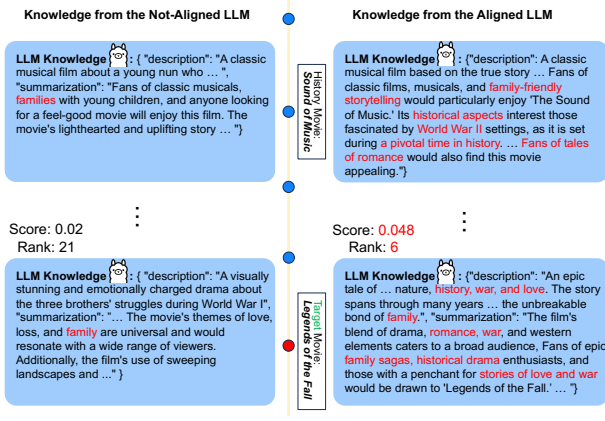 Knowledge from the Not-Aligned LLM
LLM Knowledge : { "description": "A classic
musical film about a young nun who … ",
"summarization": "Fans of classic musicals,
families with young children, and anyone looking
for a feel-good movie will enjoy this film. The
movie's lighthearted and uplifting story … "}
Score: 0.02
Rank: 21
LLM Knowledge : { "description": "A visually
stunning and emotionally charged drama about
the three brothers' struggles during World War I",
"summarization": "… The movie's themes of love,
loss, and family are universal and would
resonate with a wide range of viewers.
Additionally, the film's use of sweeping
landscapes and ..." }
History Movie:
Sound of Music
Target Movie:
Legends of the Fall
Knowledge from the Aligned LLM
LLM Knowledge : {"description": "A classic
musical film based on the true story … Fans of
classic films, musicals, and family-friendly
storytelling would particularly enjoy 'The Sound
of Music.' Its historical aspects interest those
fascinated by World War II settings, as it is set
during a pivotal time in history. … Fans of tales
of romance would also find this movie
appealing."}
Score: 0.048
Rank: 6
LLM Knowledge : {"description": "An epic
tale of … nature, history, war, and love. The story
spans through many years … the unbreakable
bond of family.", "summarization": "The film's
blend of drama, romance, war, and western
elements caters to a broad audience, Fans of epic
family sagas, historical drama enthusiasts, and
those with a penchant for stories of love and war
would be drawn to 'Legends of the Fall.' … "}